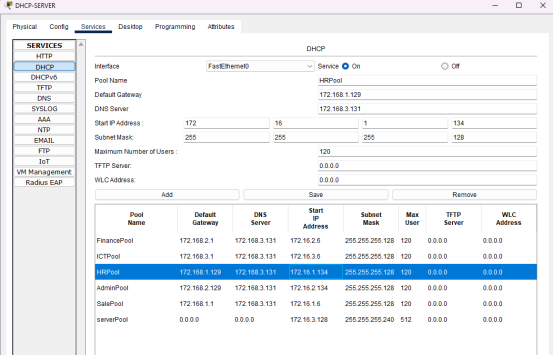 DHCP-SERVER
Physical Config Services Desktop Programming Attributes
SERVICES
HTTP
DHCP
DHCPv6
TFTP
DNS
SYSLOG
AAA
NTP
EMAIL
FTP
IoT
VM Management
Radius EAP
DHCP
Interface FastEthernet0 Service On Off
Pool Name HRPool
Default Gateway 172.168.1.129
DNS Server 172.168.3.131
Start IP Address : 172 16 1 134
Subnet Mask: 255 255 255 128
Maximum Number of Users : 120
TFTP Server: 0.0.0.0
WLC Address: 0.0.0.0
Add Save Remove
Pool Name Default Gateway DNS Server Start IP Address Subnet Mask Max User TFTP Server WLC Address
FinancePool 172.168.2.1 172.168.3.131 172.16.2.6 255.255.255.128 120 0.0.0.0 0.0.0.0
ICTPool 172.168.3.1 172.168.3.131 172.16.3.6 255.255.255.128 120 0.0.0.0 0.0.0.0
HRPool 172.168.1.129 172.168.3.131 172.16.1.134 255.255.255.128 120 0.0.0.0 0.0.0.0
AdminPool 172.168.2.129 172.168.3.131 172.16.2.134 255.255.255.128 120 0.0.0.0 0.0.0.0
SalePool 172.168.1.1 172.168.3.131 172.16.1.6 255.255.255.128 120 0.0.0.0 0.0.0.0
serverPool 0.0.0.0 0.0.0.0 172.16.3.128 255.255.255.240 512 0.0.0.0 0.0.0.0